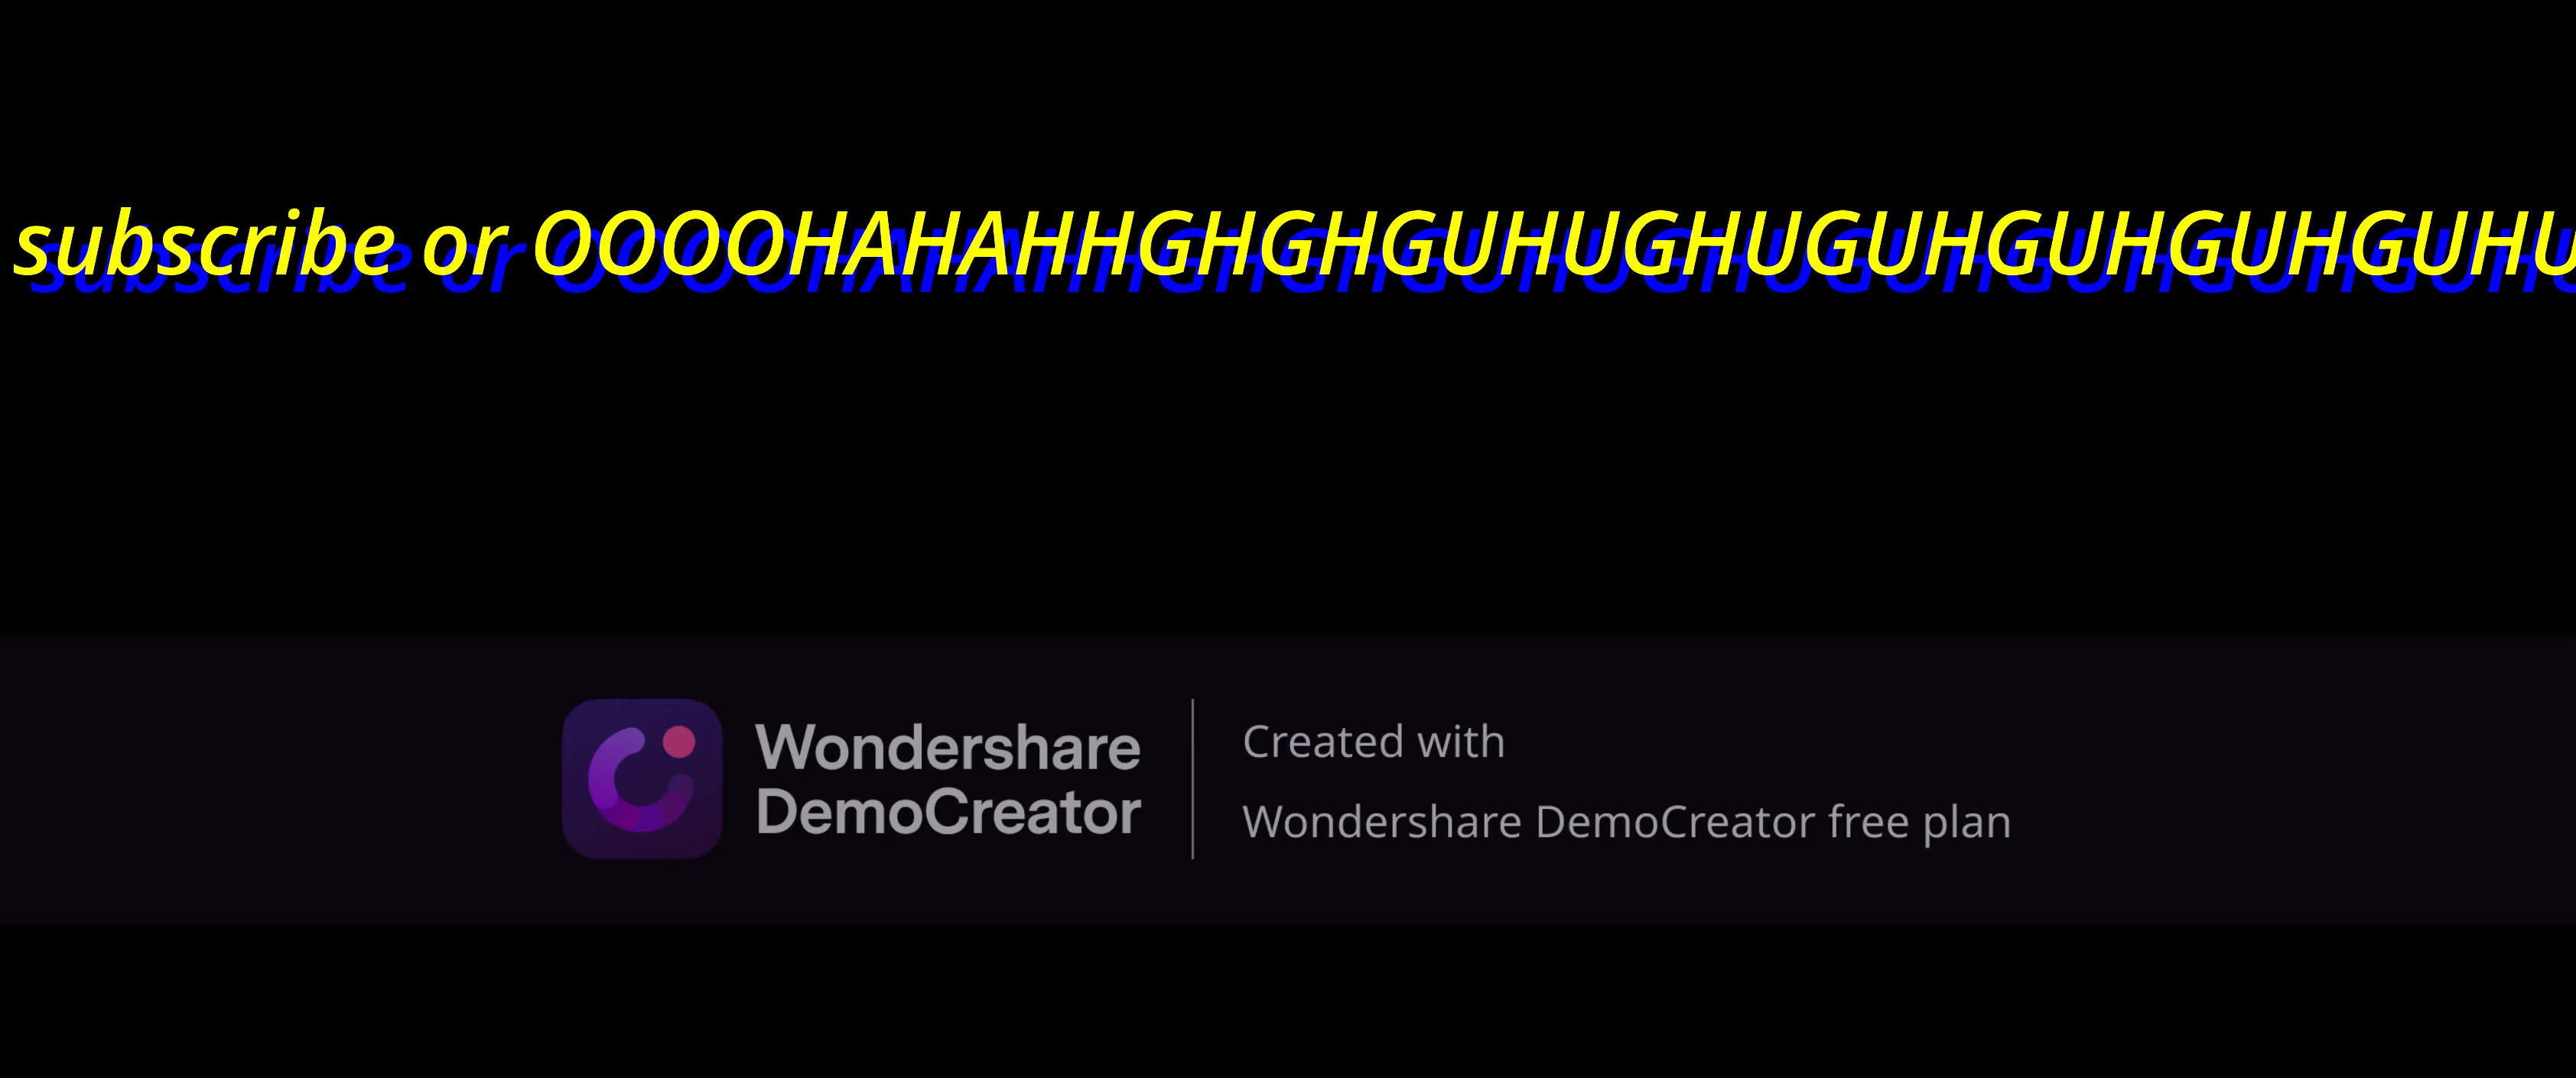 subscribe or OOOOHAHAHHGHGHGUHUGHUGUHGUHGUHGUHU
Wondershare
DemoCreator
Created with
Wondershare DemoCreator free plan